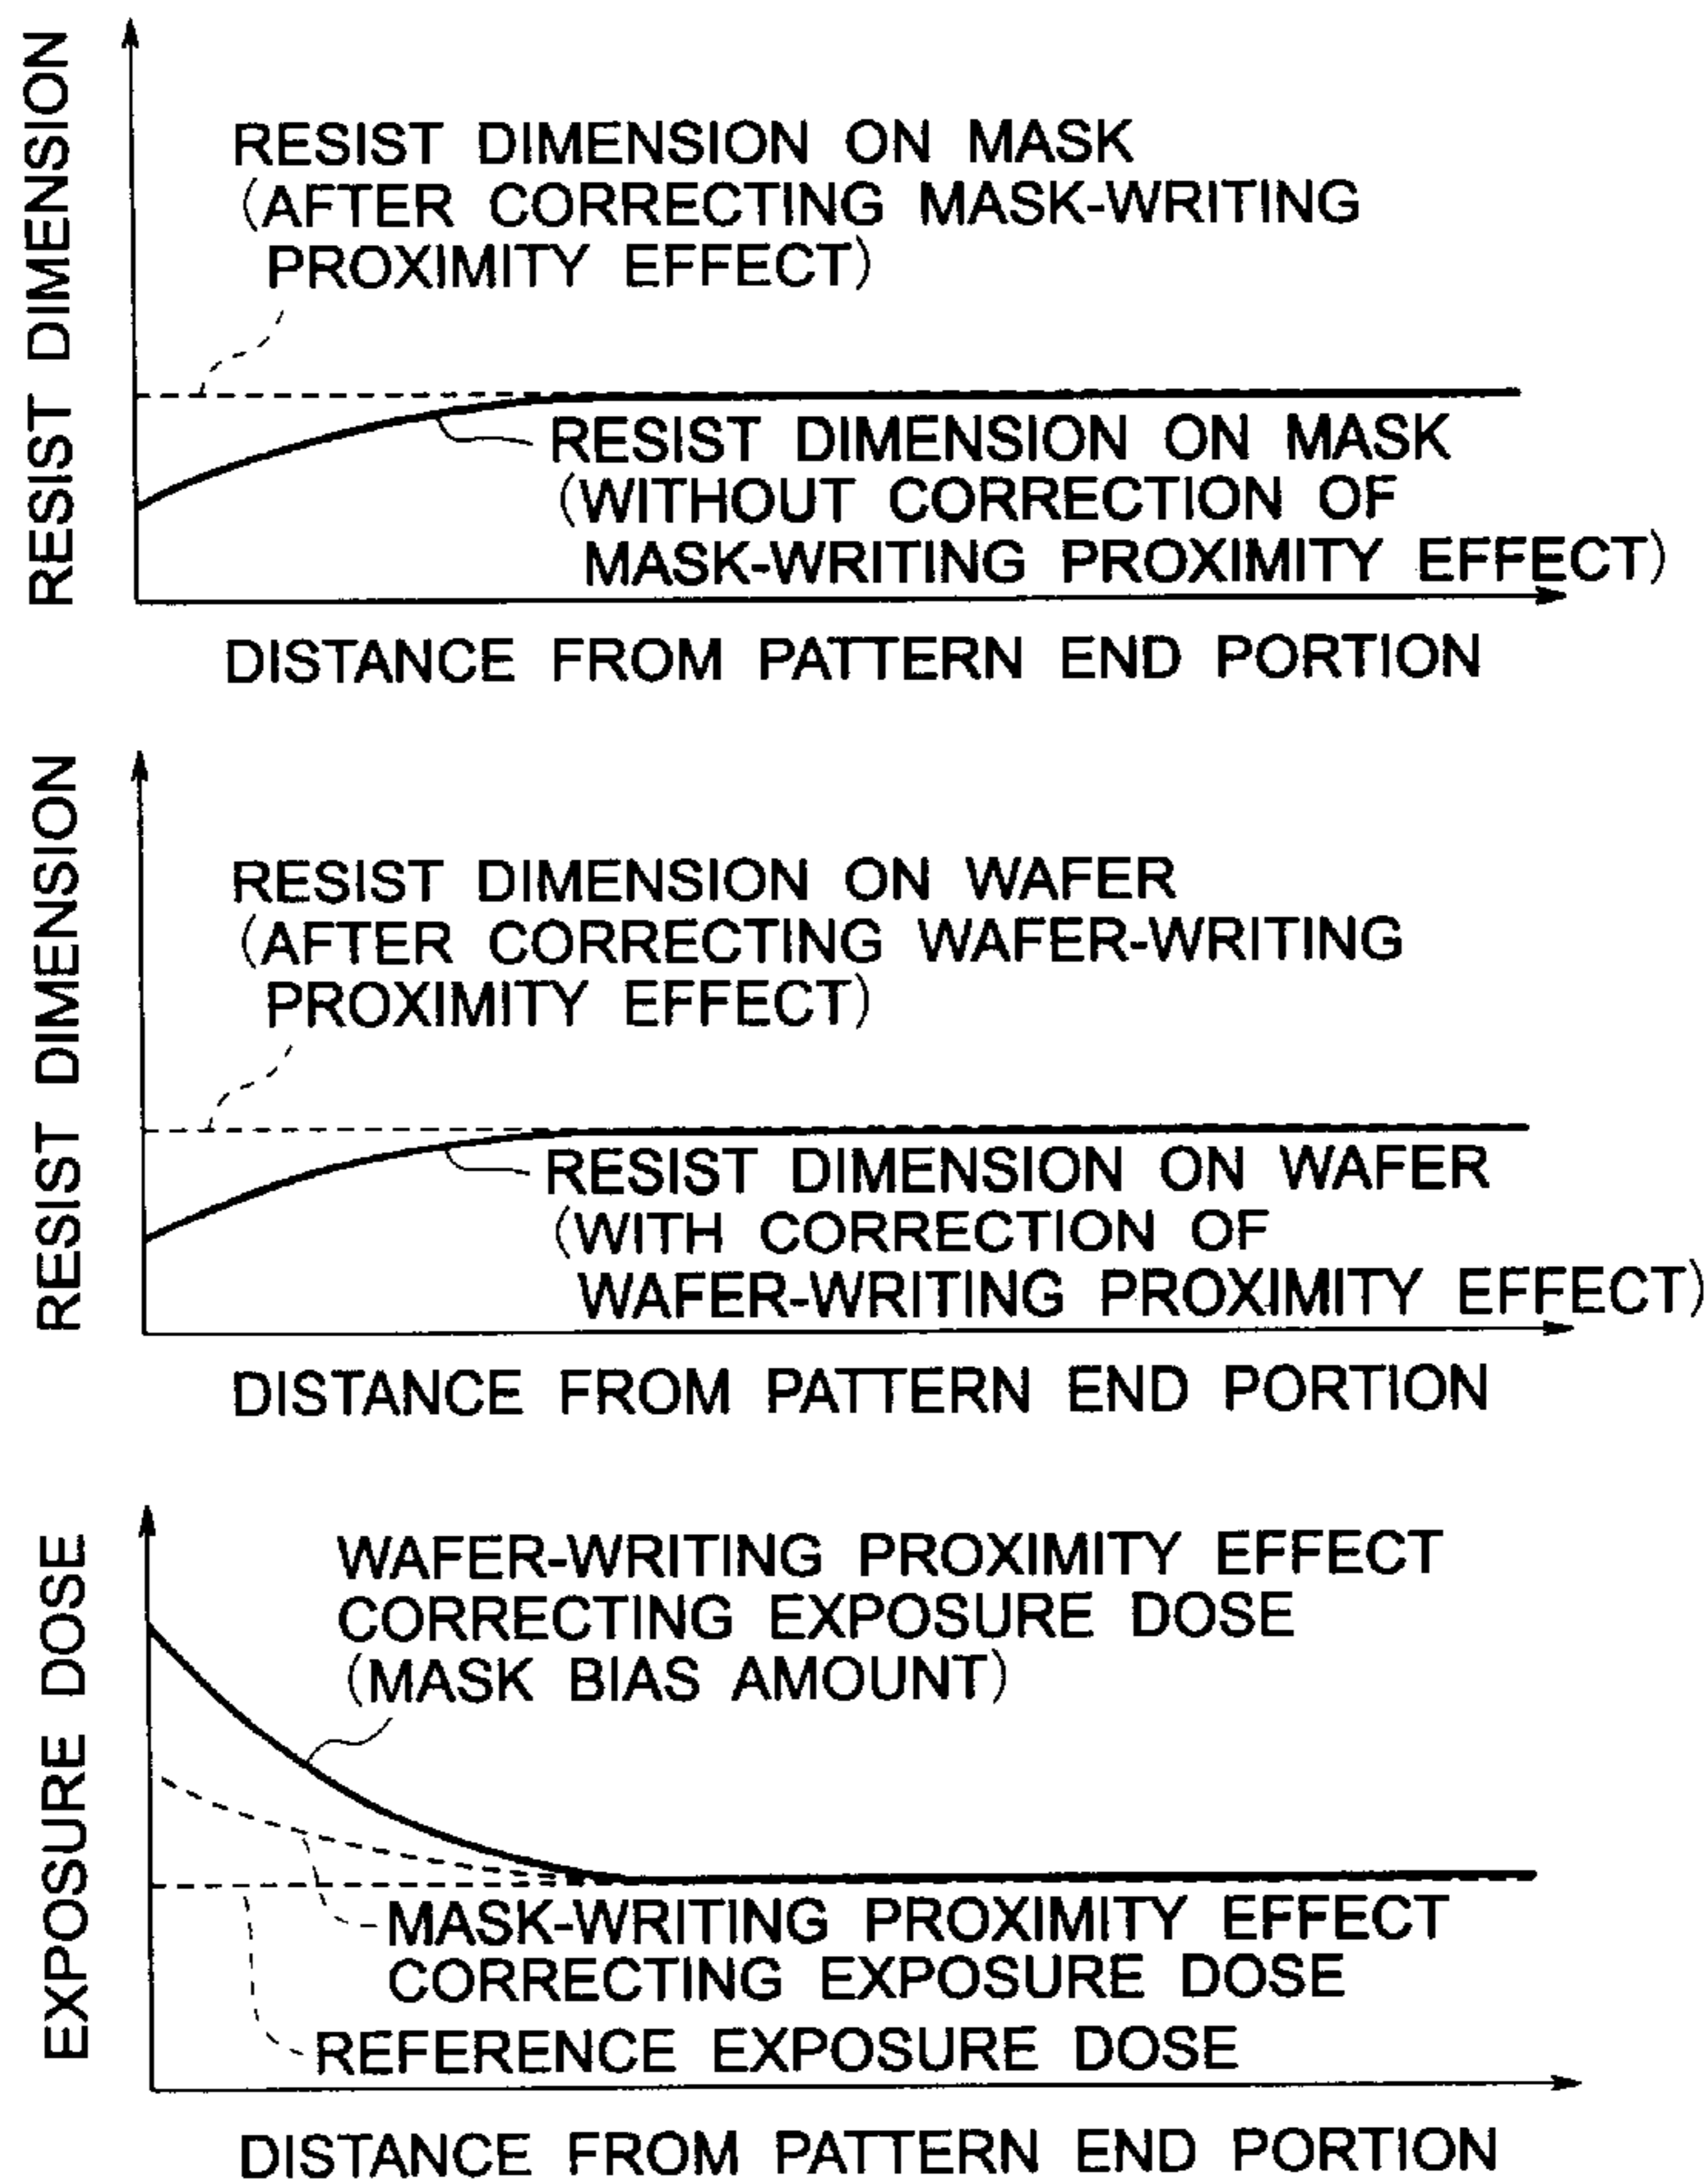 RESIST DIMENSION
RESIST DIMENSION ON MASK
(AFTER CORRECTING MASK-WRITING
PROXIMITY EFFECT)
RESIST DIMENSION ON MASK
(WITHOUT CORRECTION OF
MASK-WRITING PROXIMITY EFFECT)
DISTANCE FROM PATTERN END PORTION
RESIST DIMENSION
RESIST DIMENSION ON WAFER
(AFTER CORRECTING WAFER-WRITING
PROXIMITY EFFECT)
RESIST DIMENSION ON WAFER
(WITH CORRECTION OF
WAFER-WRITING PROXIMITY EFFECT)
DISTANCE FROM PATTERN END PORTION
EXPOSURE DOSE
WAFER-WRITING PROXIMITY EFFECT
CORRECTING EXPOSURE DOSE
(MASK BIAS AMOUNT)
MASK-WRITING PROXIMITY EFFECT
CORRECTING EXPOSURE DOSE
REFERENCE EXPOSURE DOSE
DISTANCE FROM PATTERN END PORTION